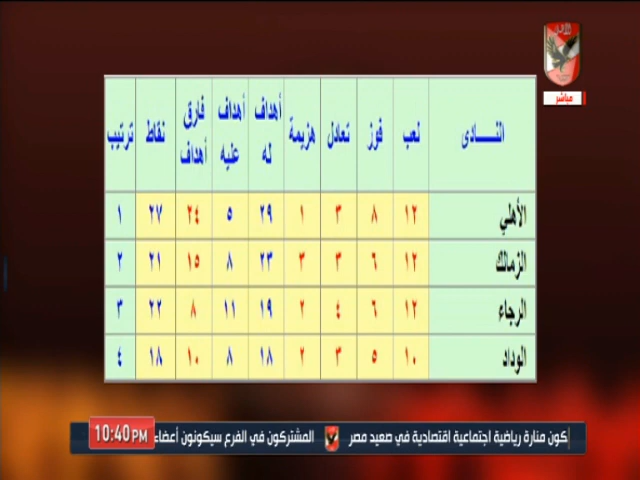 مباشر
النـــادى لعب فوز تعادل هزيمة أهداف له أهداف عليه فارق أهداف نقاط ترتيب
الأهلي ١٢ ٨ ٣ ١ ٢٩ ٥ ٢٤ ٢٧ ١
الزمالك ١٢ ٦ ٣ ٣ ٢٣ ٨ ١٥ ٢١ ٢
الرجاء ١٢ ٦ ٤ ٢ ١٩ ١١ ٨ ٢٢ ٣
الوداد ١٠ ٥ ٣ ٢ ١٨ ٨ ١٠ ١٨ ٤
كون منارة رياضية اجتماعية اقتصادية في صعيد مصر المشتركون في الفرع سيكونون أعضاء
10:40 PM